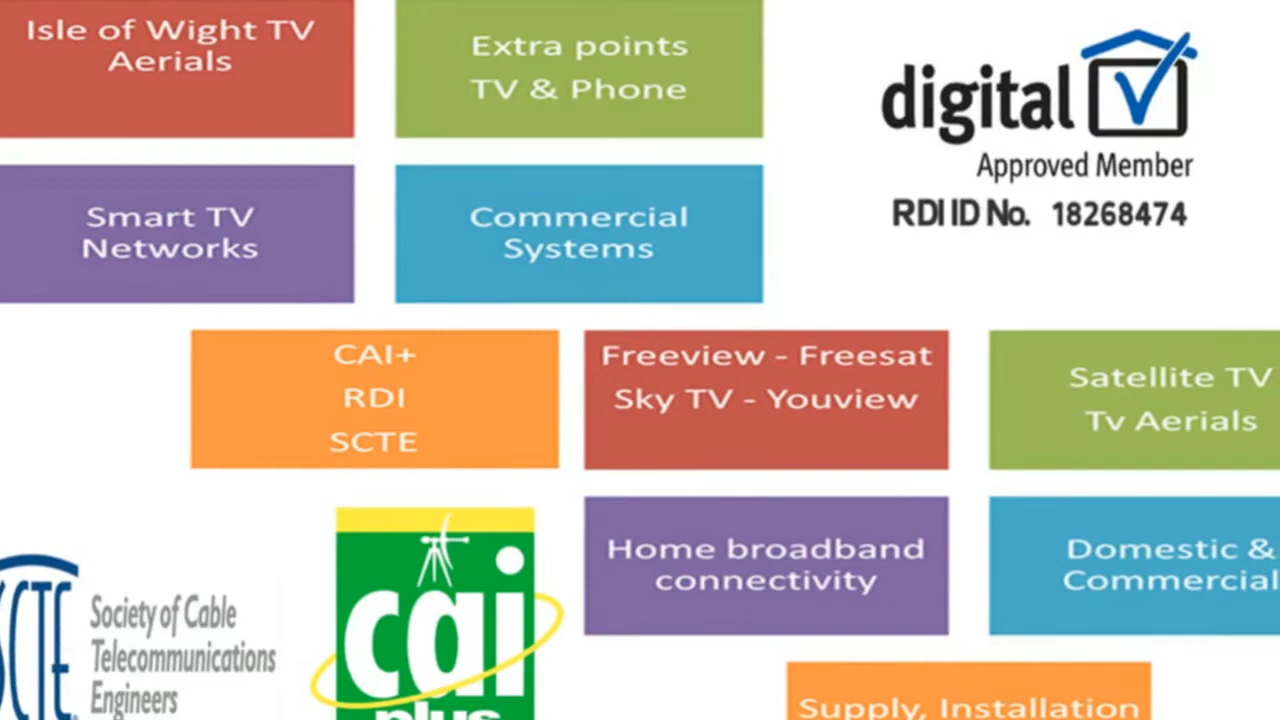 Isle of Wight TV
Aerials
Extra points
TV & Phone
digital
Approved Member
RDI ID No. 18268474
Smart TV
Networks
Commercial
Systems
CAI+
RDI
SCTE
Freeview - Freesat
Sky TV - Youview
Satellite TV
Tv Aerials
Home broadband
connectivity
Domestic &
Commercial
SCTE
Society of Cable
Telecommunications
Engineers
cai
plus
Supply, Installation